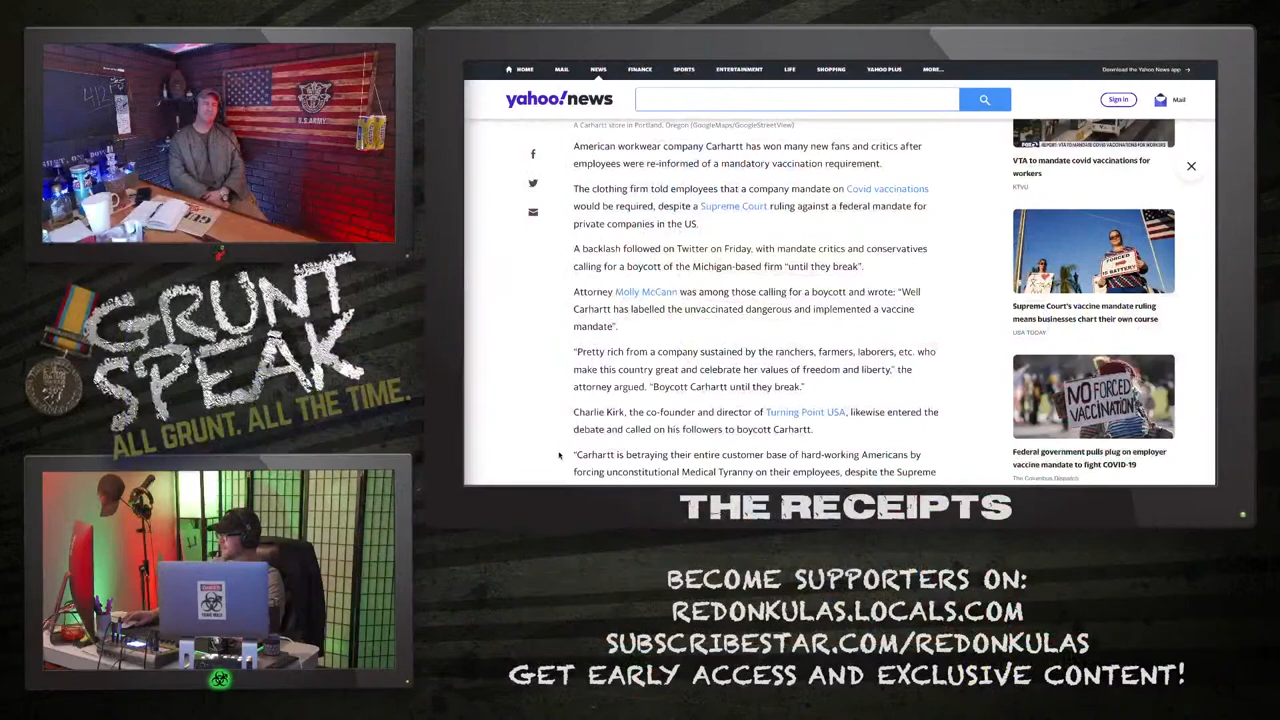 U.S. ARMY
GRUNT
SPEAK
ALL GRUNT. ALL THE TIME.
HOME MAIL NEWS FINANCE SPORTS ENTERTAINMENT LIFE SHOPPING YAHOO PLUS MORE...
Download the Yahoo News app →
yahoo!news
Sign in
Mail
A Carhartt store in Portland, Oregon (GoogleMaps/GoogleStreetView)
American workwear company Carhartt has won many new fans and critics after
employees were re-informed of a mandatory vaccination requirement.
The clothing firm told employees that a company mandate on Covid vaccinations
would be required, despite a Supreme Court ruling against a federal mandate for
private companies in the US.
A backlash followed on Twitter on Friday, with mandate critics and conservatives
calling for a boycott of the Michigan-based firm “until they break”.
Attorney Molly McCann was among those calling for a boycott and wrote: “Well
Carhartt has labelled the unvaccinated dangerous and implemented a vaccine
mandate”.
“Pretty rich from a company sustained by the ranchers, farmers, laborers, etc. who
make this country great and celebrate her values of freedom and liberty,” the
attorney argued. “Boycott Carhartt until they break.”
Charlie Kirk, the co-founder and director of Turning Point USA, likewise entered the
debate and called on his followers to boycott Carhartt.
“Carhartt is betraying their entire customer base of hard-working Americans by
forcing unconstitutional Medical Tyranny on their employees, despite the Supreme
VTA to mandate covid vaccinations for
workers
KTVU
FORCED
IS BATTERY
Supreme Court's vaccine mandate ruling
means businesses chart their own course
USA TODAY
NO FORCED
VACCINATION
Federal government pulls plug on employer
vaccine mandate to fight COVID-19
The Columbus Dispatch
THE RECEIPTS
BECOME SUPPORTERS ON:
REDONKULAS.LOCALS.COM
SUBSCRIBESTAR.COM/REDONKULAS
GET EARLY ACCESS AND EXCLUSIVE CONTENT!